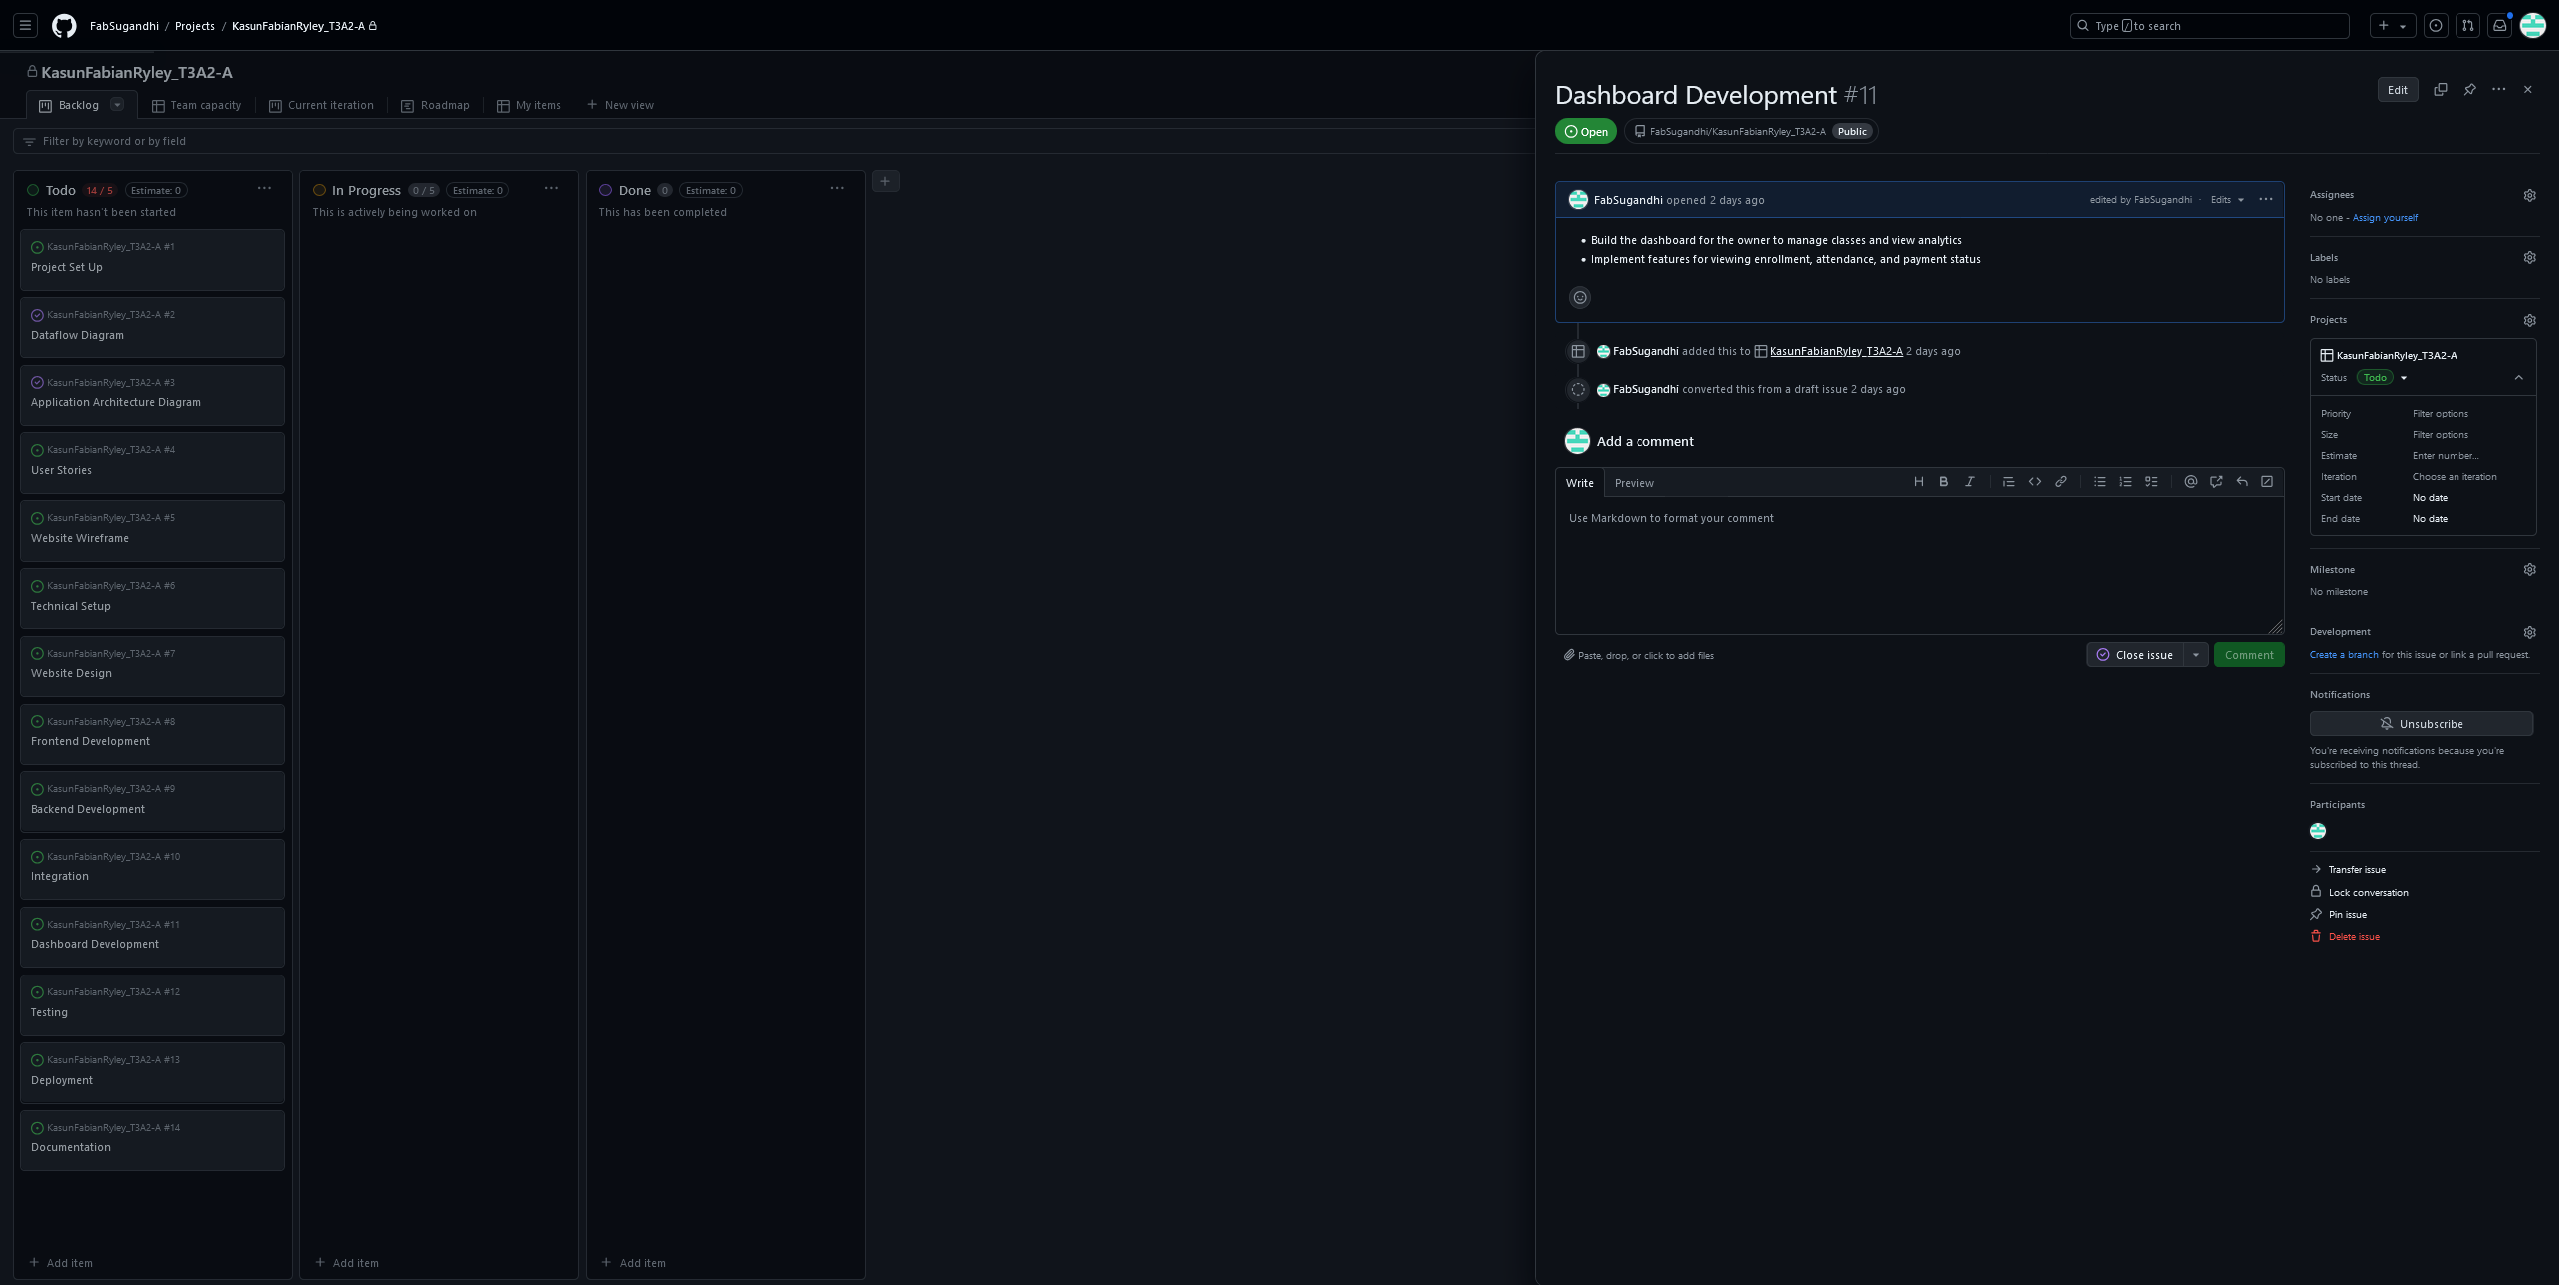 FabSugandhi / Projects / KasunFabianRyley_T3A2-A
Type / to search
KasunFabianRyley_T3A2-A
Backlog
Team capacity
Current iteration
Roadmap
My items
New view
Filter by keyword or by field
Todo 14 / 5 Estimate: 0
This item hasn't been started
KasunFabianRyley_T3A2-A #1
Project Set Up
KasunFabianRyley_T3A2-A #2
Dataflow Diagram
KasunFabianRyley_T3A2-A #3
Application Architecture Diagram
KasunFabianRyley_T3A2-A #4
User Stories
KasunFabianRyley_T3A2-A #5
Website Wireframe
KasunFabianRyley_T3A2-A #6
Technical Setup
KasunFabianRyley_T3A2-A #7
Website Design
KasunFabianRyley_T3A2-A #8
Frontend Development
KasunFabianRyley_T3A2-A #9
Backend Development
KasunFabianRyley_T3A2-A #10
Integration
KasunFabianRyley_T3A2-A #11
Dashboard Development
KasunFabianRyley_T3A2-A #12
Testing
KasunFabianRyley_T3A2-A #13
Deployment
KasunFabianRyley_T3A2-A #14
Documentation
Add item
In Progress 0 / 5 Estimate: 0
This is actively being worked on
Add item
Done 0 Estimate: 0
This has been completed
Add item
Dashboard Development #11
Edit
Open
FabSugandhi/KasunFabianRyley_T3A2-A Public
FabSugandhi opened 2 days ago
edited by FabSugandhi · Edits
• Build the dashboard for the owner to manage classes and view analytics
• Implement features for viewing enrollment, attendance, and payment status
FabSugandhi added this to KasunFabianRyley_T3A2-A 2 days ago
FabSugandhi converted this from a draft issue 2 days ago
Add a comment
Write
Preview
H B I
Use Markdown to format your comment
Paste, drop, or click to add files
Close issue
Comment
Assignees
No one - Assign yourself
Labels
No labels
Projects
KasunFabianRyley_T3A2-A
Status Todo
Priority Filter options
Size Filter options
Estimate Enter number...
Iteration Choose an iteration
Start date No date
End date No date
Milestone
No milestone
Development
Create a branch for this issue or link a pull request.
Notifications
Unsubscribe
You're receiving notifications because you're
subscribed to this thread.
Participants
Transfer issue
Lock conversation
Pin issue
Delete issue